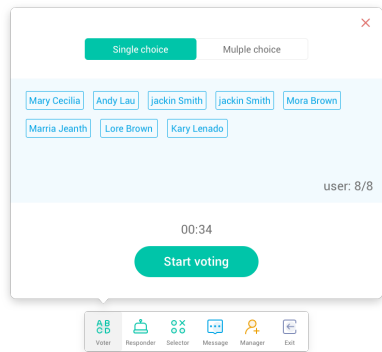 Single choice Mulple choice
Mary Cecilia Andy Lau jackin Smith jackin Smith Mora Brown
Marria Jeanth Lore Brown Kary Lenado
user: 8/8
00:34
Start voting
A B
C D
Voter Responder Selector Message Manager Exit